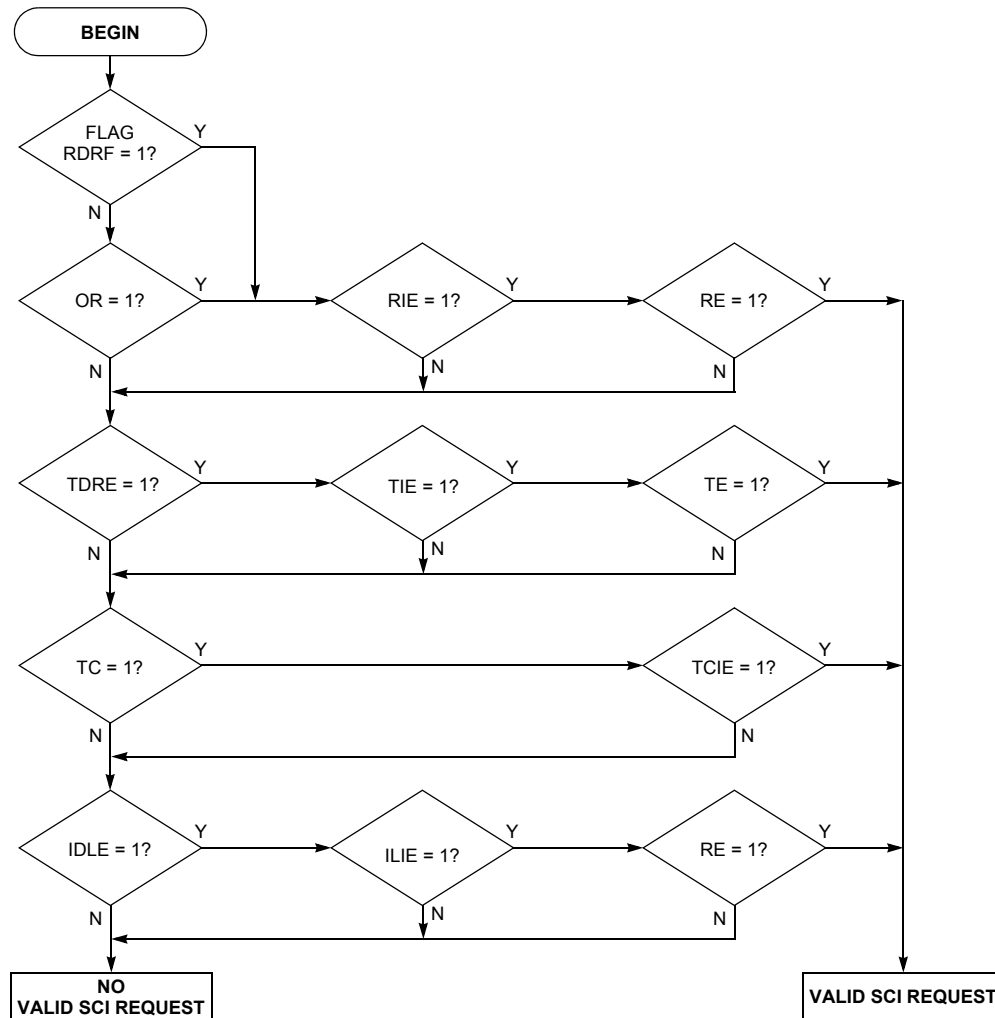 BEGIN
FLAG
RDRF = 1?
Y
N
OR = 1?
Y
RIE = 1?
Y
RE = 1?
Y
N
N
N
TDRE = 1?
Y
TIE = 1?
Y
TE = 1?
Y
N
N
N
TC = 1?
Y
TCIE = 1?
Y
N
N
IDLE = 1?
Y
ILIE = 1?
Y
RE = 1?
Y
N
N
N
NO
VALID SCI REQUEST
VALID SCI REQUEST